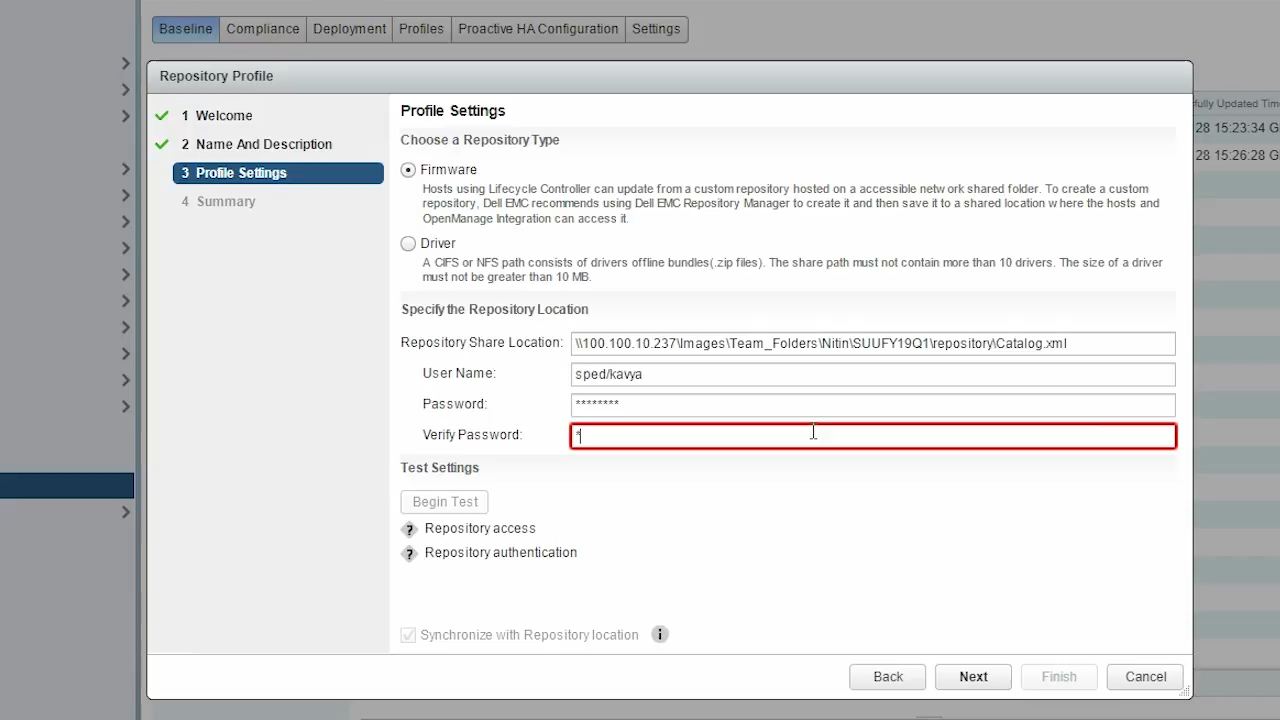 Baseline Compliance Deployment Profiles Proactive HA Configuration Settings
Repository Profile
1 Welcome
2 Name And Description
3 Profile Settings
4 Summary
Profile Settings
Choose a Repository Type
Firmware
Hosts using Lifecycle Controller can update from a custom repository hosted on a accessible network shared folder. To create a custom
repository, Dell EMC recommends using Dell EMC Repository Manager to create it and then save it to a shared location where the hosts and
OpenManage Integration can access it.
Driver
A CIFS or NFS path consists of drivers offline bundles(.zip files). The share path must not contain more than 10 drivers. The size of a driver
must not be greater than 10 MB.
Specify the Repository Location
Repository Share Location: \\100.100.10.237\Images\Team_Folders\Nitin\SUUFY19Q1\repository\Catalog.xml
User Name: sped/kavya
Password: ********
Verify Password: *
Test Settings
Begin Test
? Repository access
? Repository authentication
Synchronize with Repository location i
Back Next Finish Cancel
fully Updated Tim
28 15:23:34 G
28 15:26:28 G